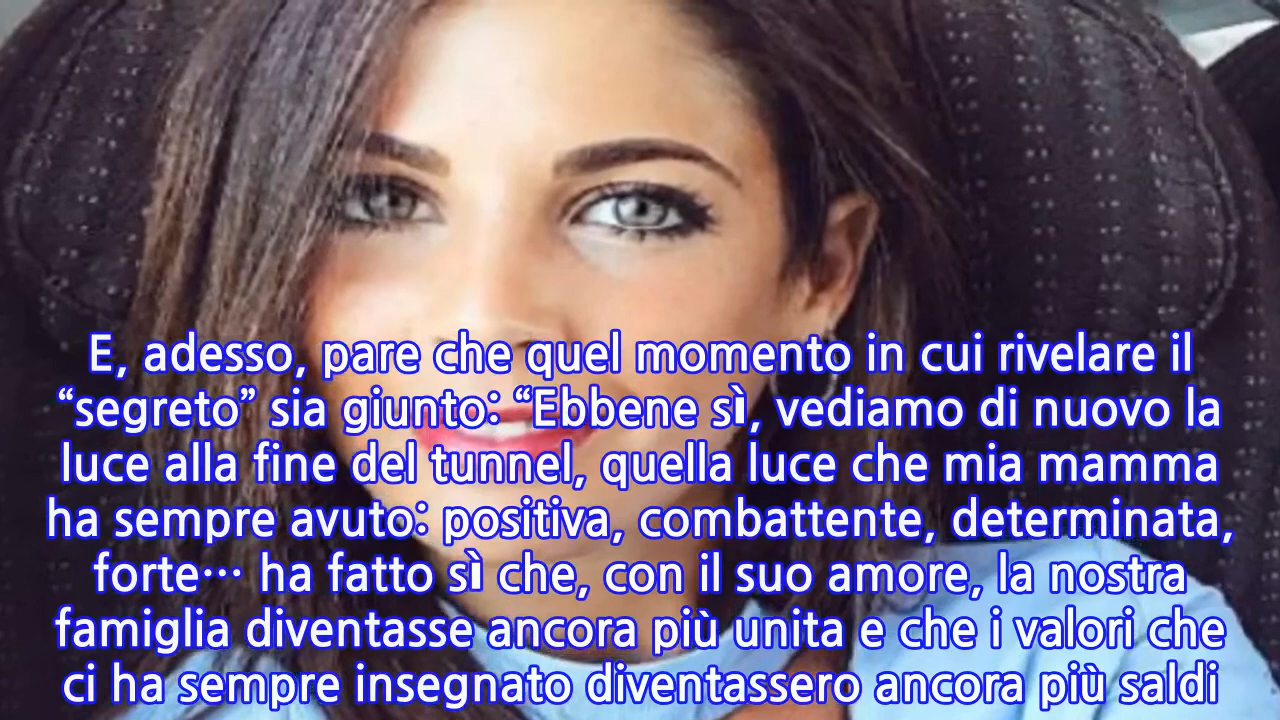 E, adesso, pare che quel momento in cui rivelare il
“segreto” sia giunto: “Ebbene sì, vediamo di nuovo la
luce alla fine del tunnel, quella luce che mia mamma
ha sempre avuto: positiva, combattente, determinata,
forte… ha fatto sì che, con il suo amore, la nostra
famiglia diventasse ancora più unita e che i valori che
ci ha sempre insegnato diventassero ancora più saldi